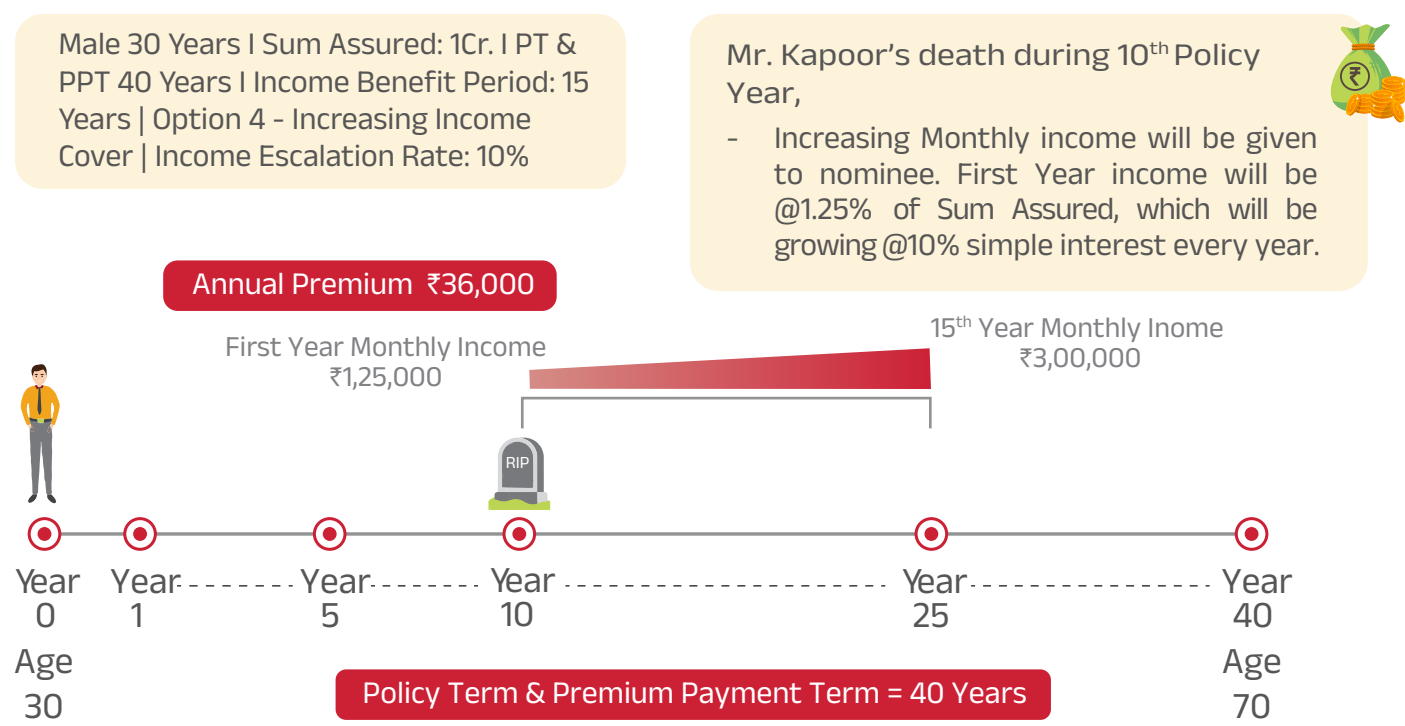 Male 30 Years I Sum Assured: 1Cr. I PT &
PPT 40 Years I Income Benefit Period: 15
Years | Option 4 - Increasing Income
Cover | Income Escalation Rate: 10%
Mr. Kapoor's death during 10th Policy
Year,
- Increasing Monthly income will be given
to nominee. First Year income will be
@1.25% of Sum Assured, which will be
growing @10% simple interest every year.
₹
Annual Premium ₹36,000
First Year Monthly Income
₹1,25,000
15th Year Monthly Inome
₹3,00,000
RIP
Year Year Year Year Year Year
0 1 5 10 25 40
Age Age
30 70
Policy Term & Premium Payment Term = 40 Years